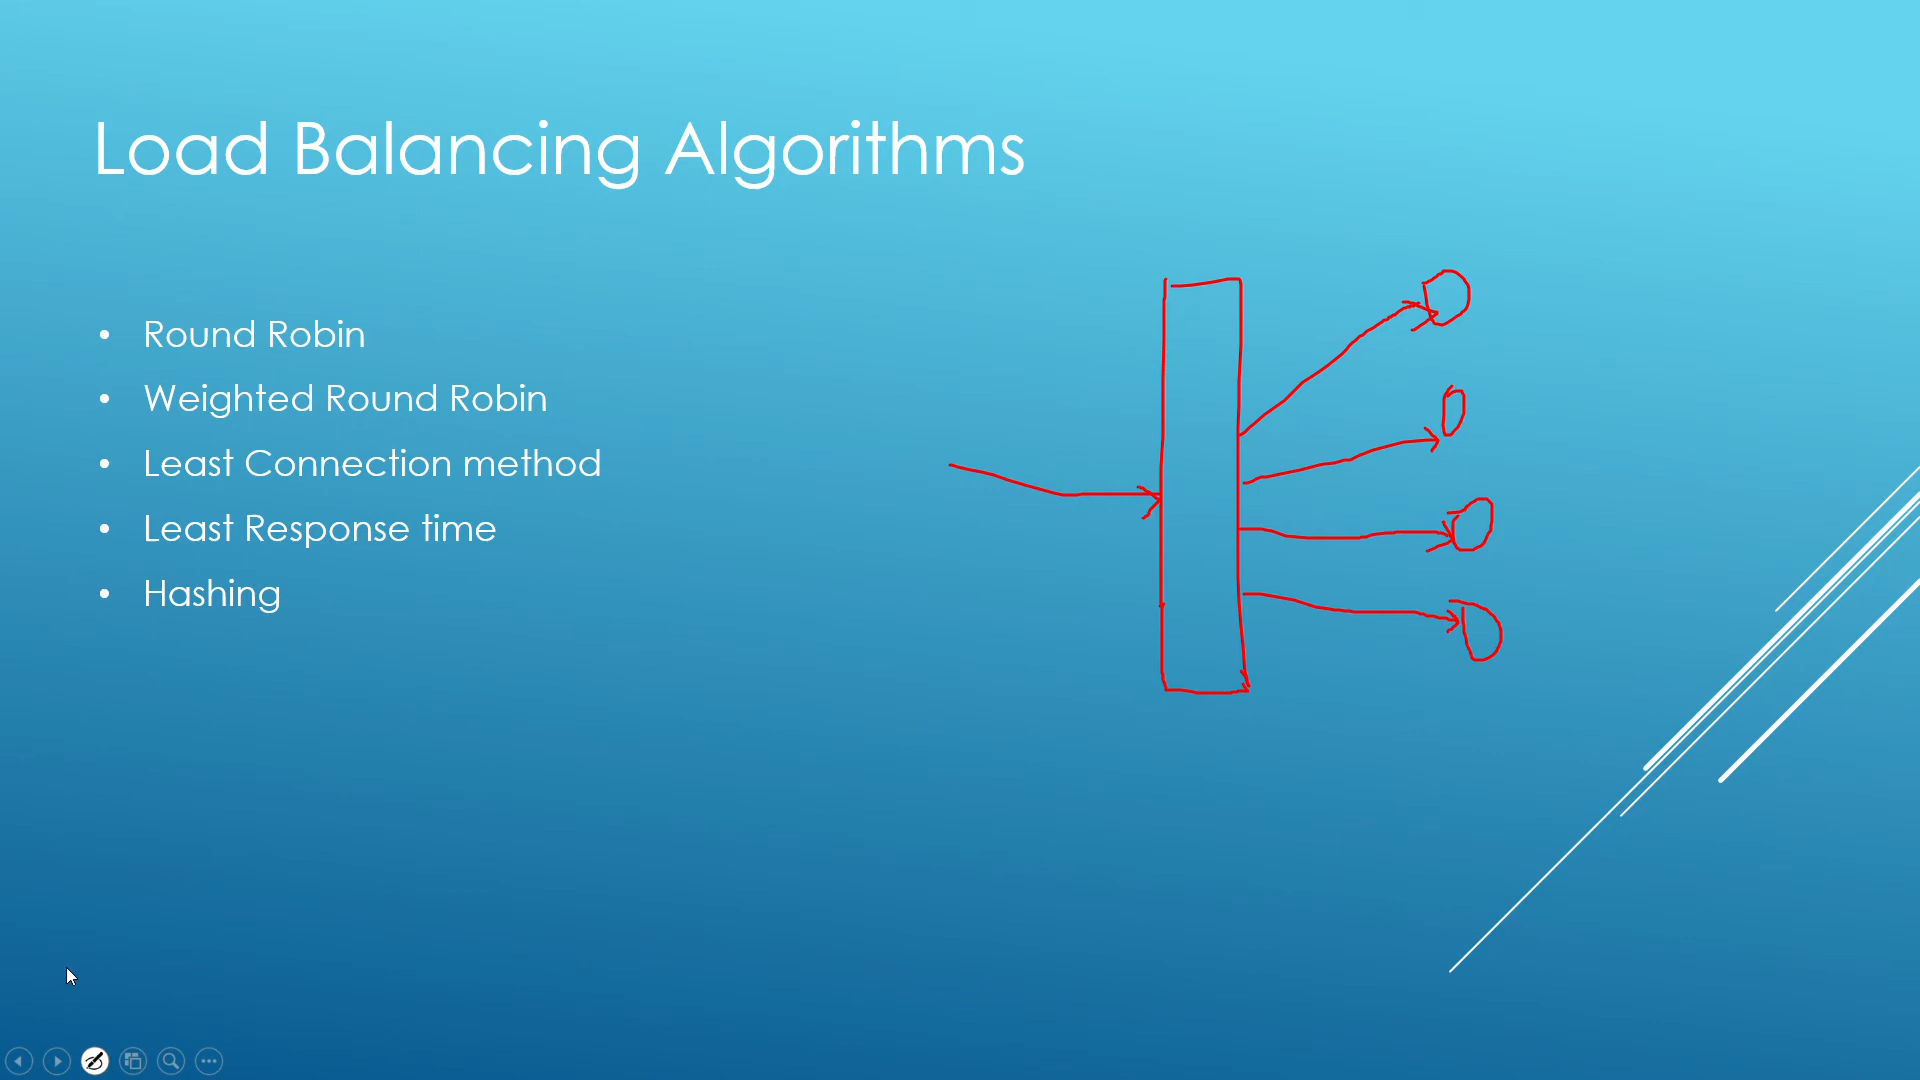 Load Balancing Algorithms
• Round Robin
• Weighted Round Robin
• Least Connection method
• Least Response time
• Hashing